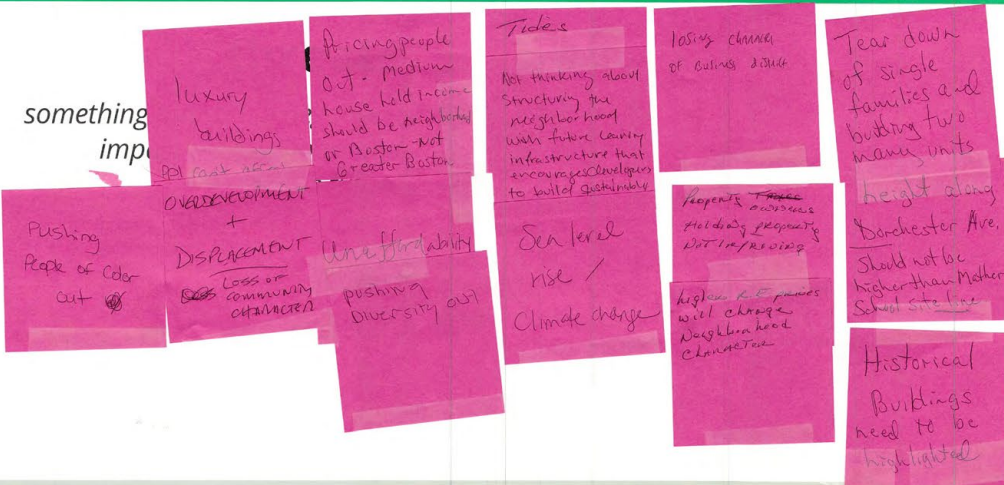 something
imp
luxury
buildings
ppl can't afford
Pricing people
out - medium
house hold income
should be neighborhood
or Boston - Not
Greater Boston
Tides
Not thinking about
structuring the
neighborhood
with future leaning
infrastructure that
encourages developers
to build sustainably
losing character
of business district
Tear down
of single
families and
building two
many units
Pushing
People of Color
out
OVERDEVELOPMENT
+
DISPLACEMENT
LOSS OF
COMMUNITY
CHARACTER
Unaffordability
pushing
Diversity out
Sea level
rise /
Climate change
Property
owners
Holding property
NOT IMPROVING
higher R.E prices
will change
Neighborhood
Character
height along
Dorchester Ave.
Should not be
higher than Mather
School site line
Historical
Buildings
need to be
highlighted